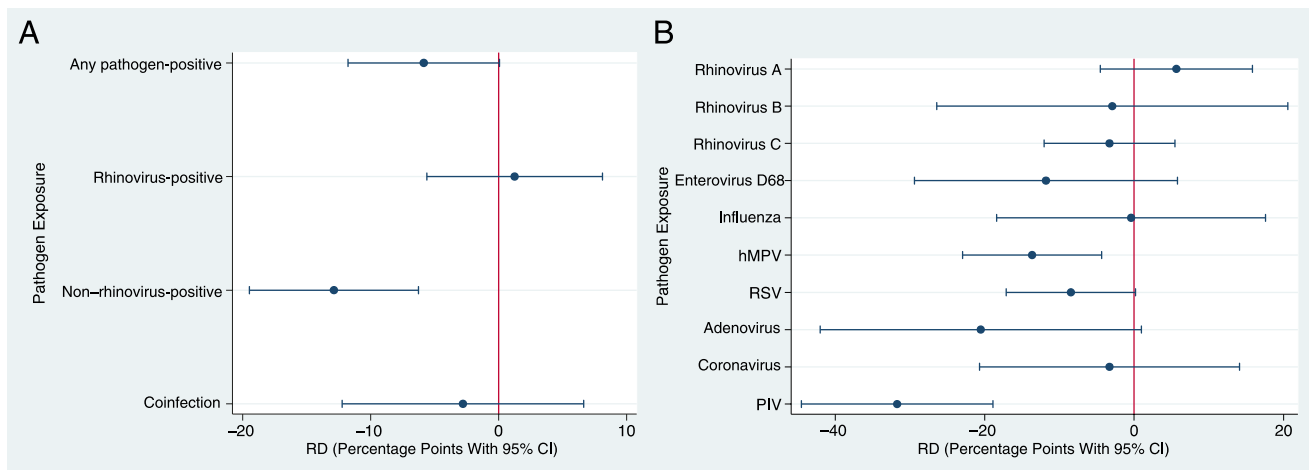 A
Pathogen Exposure
Any pathogen-positive
Rhinovirus-positive
Non–rhinovirus-positive
Coinfection
–20 –10 0 10
RD (Percentage Points With 95% CI)
B
Pathogen Exposure
Rhinovirus A
Rhinovirus B
Rhinovirus C
Enterovirus D68
Influenza
hMPV
RSV
Adenovirus
Coronavirus
PIV
–40 –20 0 20
RD (Percentage Points With 95% CI)